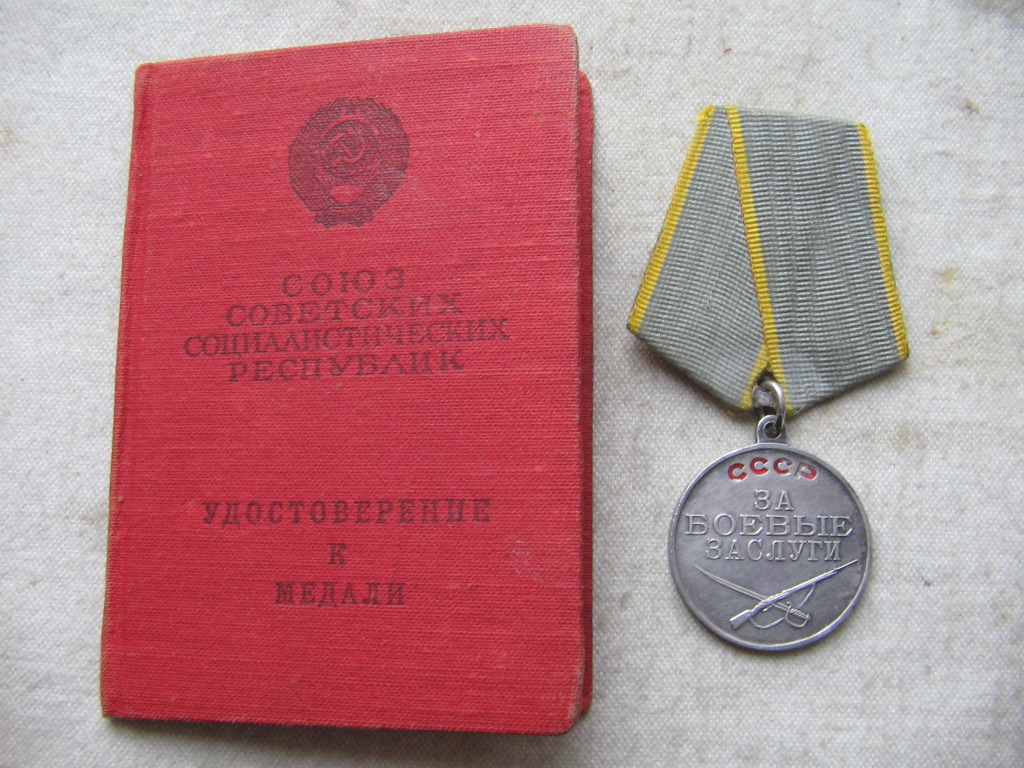 СОЮЗ
СОВЕТСКИХ
СОЦИАЛИСТИЧЕСКИХ
РЕСПУБЛИК
УДОСТОВЕРЕНИЕ
К
МЕДАЛИ
СССР
ЗА
БОЕВЫЕ
ЗАСЛУГИ